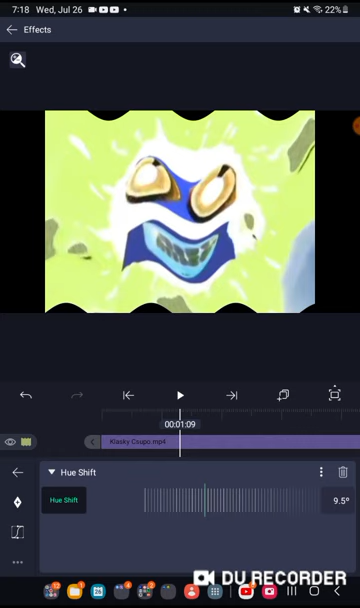 7:18 Wed, Jul 26
22%
Effects
00:01:09
Klasky Csupo.mp4
Hue Shift
Hue Shift
9.5º
DU RECORDER